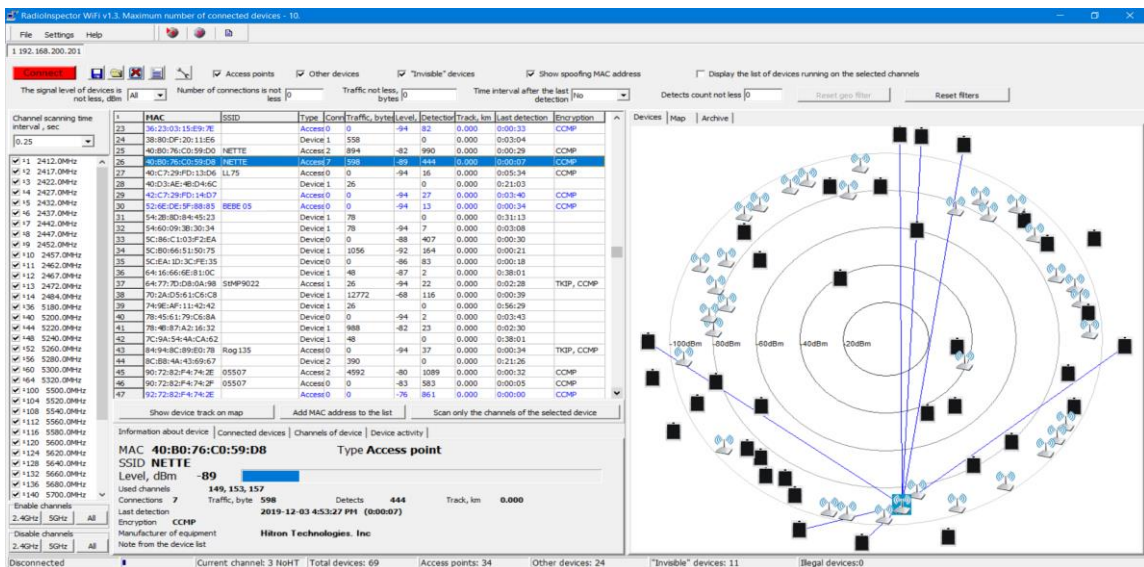 RadioInspector WiFi v1.3. Maximum number of connected devices - 10.
File Settings Help
1 192.168.200.201
Connect Access points Other devices "Invisible" devices Show spoofing MAC address Display the list of devices running on the selected channels
The signal level of devices is not less, dBm All Number of connections is not less 0 Traffic not less, bytes 0 Time interval after the last detection No Detects count not less 0 Reset geo filter Reset filters
Channel scanning time interval, sec
0.25
№1 2412.0MHz
№2 2417.0MHz
№3 2422.0MHz
№4 2427.0MHz
№5 2432.0MHz
№6 2437.0MHz
№7 2442.0MHz
№8 2447.0MHz
№9 2452.0MHz
№10 2457.0MHz
№11 2462.0MHz
№12 2467.0MHz
№13 2472.0MHz
№14 2484.0MHz
№36 5180.0MHz
№40 5200.0MHz
№44 5220.0MHz
№48 5240.0MHz
№52 5260.0MHz
№56 5280.0MHz
№60 5300.0MHz
№64 5320.0MHz
№100 5500.0MHz
№104 5520.0MHz
№108 5540.0MHz
№112 5560.0MHz
№116 5580.0MHz
№120 5600.0MHz
№124 5620.0MHz
№128 5640.0MHz
№132 5660.0MHz
№136 5680.0MHz
№140 5700.0MHz
Enable channels
2.4GHz 5GHz All
Disable channels
2.4GHz 5GHz All
MAC SSID Type Conn Traffic, bytes Level, Detection Track, km Last detection Encryption
23 36:23:03:15:E9:7E Access 0 0 -94 82 0.000 0:00:33 CCMP
24 38:80:DF:20:11:E6 Device 1 558 0 0.000 0:03:04
25 40:B0:76:C0:59:D0 NETTE Access 2 894 -82 990 0.000 0:00:29 CCMP
26 40:B0:76:C0:59:D8 NETTE Access 7 598 -89 444 0.000 0:00:07 CCMP
27 40:C7:29:FD:13:D6 LL75 Access 0 0 -94 16 0.000 0:05:34 CCMP
28 40:D3:AE:4B:D4:6C Device 1 26 0 0.000 0:21:03
29 42:C7:29:FD:14:D7 Access 0 0 -94 27 0.000 0:03:40 CCMP
30 52:6E:DE:5F:88:85 BEBE 05 Access 0 0 -94 13 0.000 0:00:34 CCMP
31 54:2B:8D:84:45:23 Device 1 78 0 0.000 0:31:13
32 54:60:09:3B:30:34 Device 1 78 -94 7 0.000 0:03:08
33 5C:86:C1:03:F2:EA Device 0 0 -88 407 0.000 0:00:30
34 5C:B0:66:51:50:75 Device 1 1056 -92 164 0.000 0:00:21
35 5C:EA:1D:3C:FE:35 Device 0 0 -86 83 0.000 0:00:18
36 64:16:66:6E:81:0C Device 1 48 -87 2 0.000 0:38:01
37 64:77:7D:D8:0A:98 StMP9022 Access 1 26 -94 22 0.000 0:02:28 TKIP, CCMP
38 70:2A:D5:61:C6:C8 Device 1 12772 -68 116 0.000 0:00:39
39 74:9E:AF:11:42:42 Device 1 26 0 0.000 0:56:29
40 78:45:61:79:C6:8A Device 0 0 -94 2 0.000 0:03:43
41 78:4B:87:A2:16:32 Device 1 988 -82 23 0.000 0:02:30
42 7C:9A:54:4A:CA:62 Device 1 48 0 0.000 0:38:01
43 84:94:8C:89:E0:78 Rog135 Access 0 0 -94 37 0.000 0:00:34 TKIP, CCMP
44 8C:B8:4A:43:69:67 Device 2 390 0 0.000 0:21:26
45 90:72:82:F4:74:2E 05507 Access 2 4592 -80 1089 0.000 0:00:32 CCMP
46 90:72:82:F4:74:2F 05507 Access 0 0 -83 583 0.000 0:00:05 CCMP
47 92:72:82:F4:74:2E Access 0 0 -76 861 0.000 0:00:00 CCMP
Show device track on map Add MAC address to the list Scan only the channels of the selected device
Information about device Connected devices Channels of device Device activity
MAC 40:B0:76:C0:59:D8 Type Access point
SSID NETTE
Level, dBm -89
Used channels 149, 153, 157
Connections 7 Traffic, byte 598 Detects 444 Track, km 0.000
Last detection 2019-12-03 4:53:27 PM (0:00:07)
Encryption CCMP
Manufacturer of equipment Hitron Technologies. Inc
Note from the device list
Devices Map Archive
-100dBm -80dBm -60dBm -40dBm -20dBm
Disconnected Current channel: 3 NoHT Total devices: 69 Access points: 34 Other devices: 24 "Invisible" devices: 11 Illegal devices:0